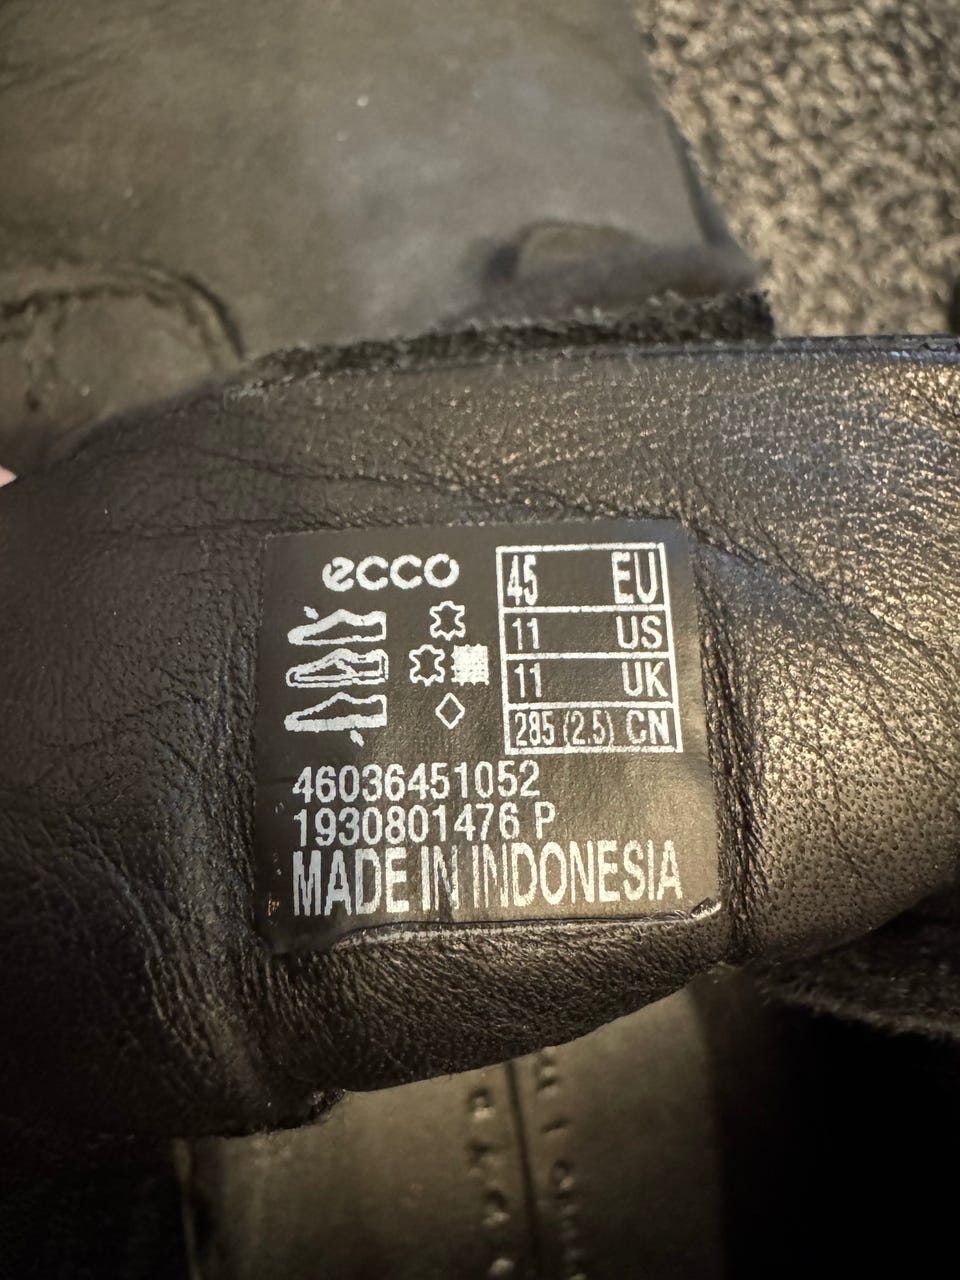 ecco
45 EU
11 US
11 UK
285 (2.5) CN
46036451052
1930801476 P
MADE IN INDONESIA